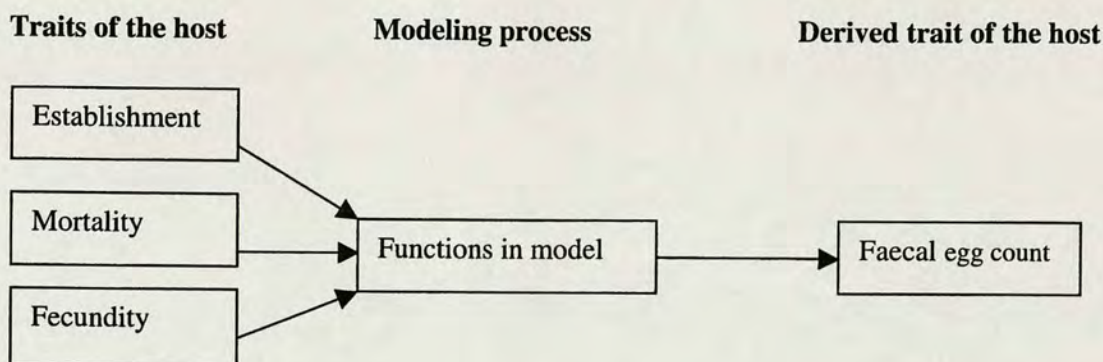 Traits of the host Modeling process Derived trait of the host
Establishment
Mortality
Functions in model
Faecal egg count
Fecundity